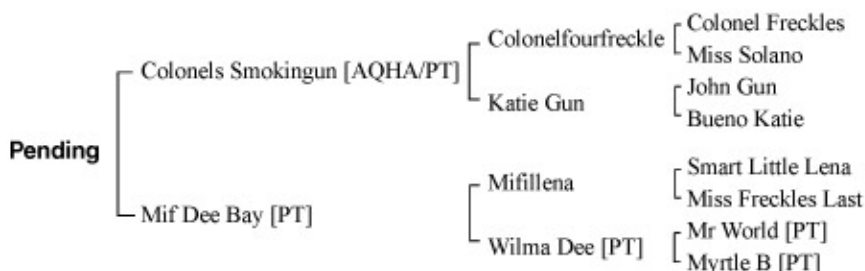 Colonel Freckles
Colonelfourfreckle
Miss Solano
Colonels Smokingun [AQHA/PT]
John Gun
Katie Gun
Bueno Katie
Pending
Smart Little Lena
Mifillena
Miss Freckles Last
Mif Dee Bay [PT]
Mr World [PT]
Wilma Dee [PT]
Myrtle B [PT]